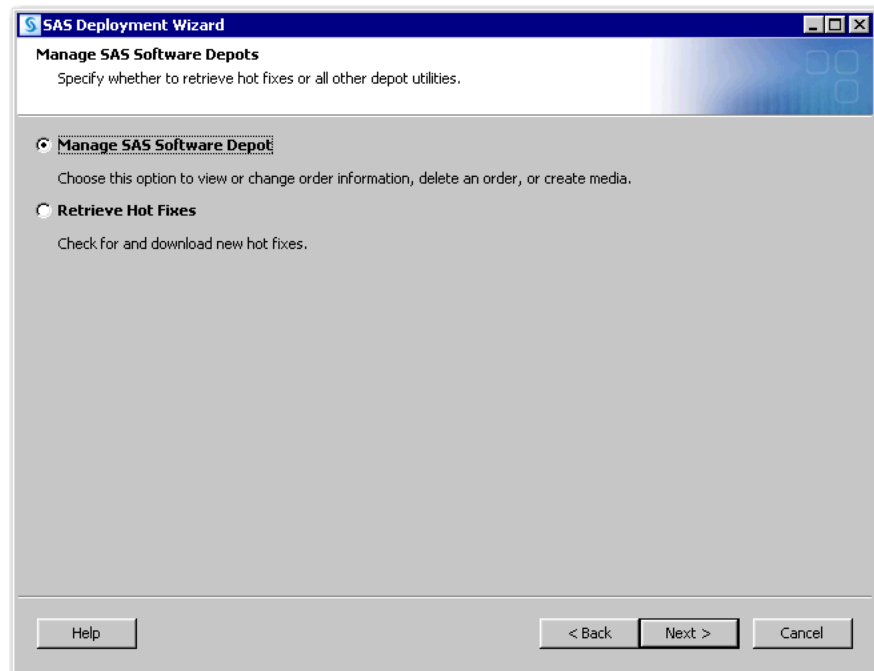 SAS Deployment Wizard
Manage SAS Software Depots
Specify whether to retrieve hot fixes or all other depot utilities.
Manage SAS Software Depot
Choose this option to view or change order information, delete an order, or create media.
Retrieve Hot Fixes
Check for and download new hot fixes.
Help
< Back
Next >
Cancel